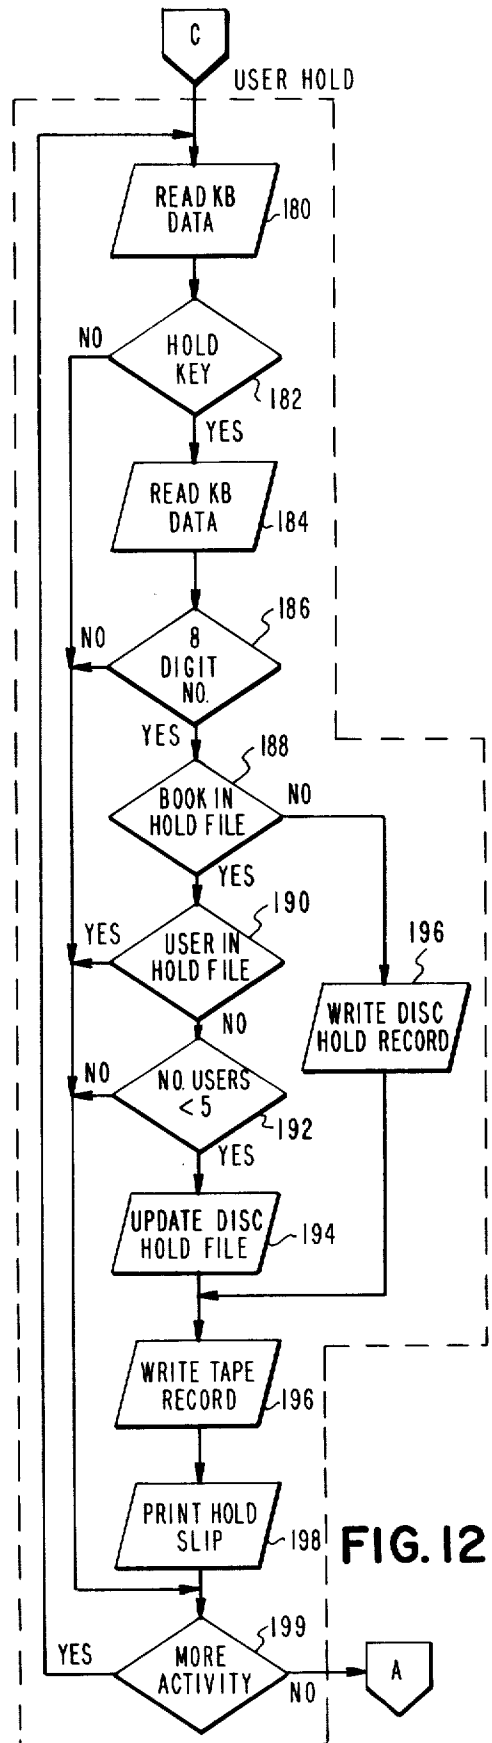 C
USER HOLD
READ KB
DATA
180
NO
HOLD
KEY
182
YES
READ KB
DATA
184
186
NO
8
DIGIT
NO.
YES
188
BOOK IN
HOLD FILE
NO
YES
190
YES
USER IN
HOLD FILE
196
WRITE DISC
HOLD RECORD
NO
NO
NO. USERS
< 5
192
YES
UPDATE DISC
HOLD FILE
194
WRITE TAPE
RECORD
196
PRINT HOLD
SLIP
198
FIG. 12
199
YES
MORE
ACTIVITY
NO
A